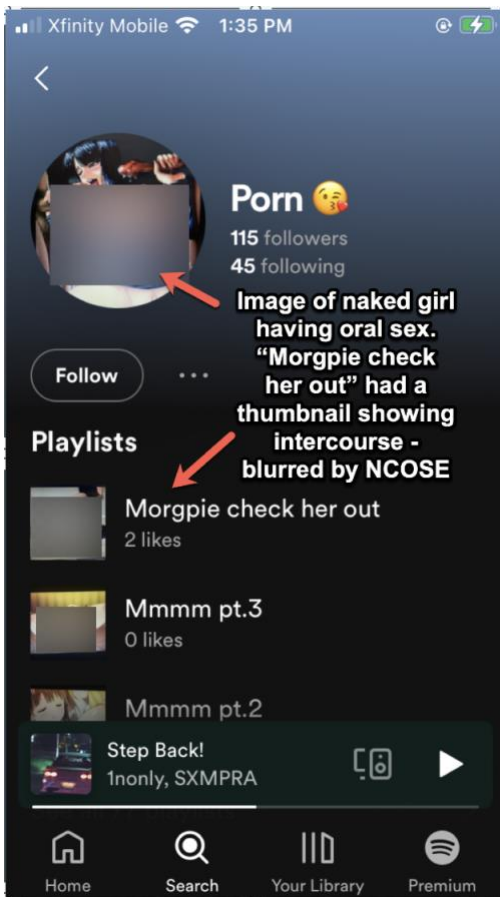 Xfinity Mobile 1:35 PM
Porn
115 followers
45 following
Image of naked girl
having oral sex.
“Morgpie check
her out” had a
thumbnail showing
intercourse -
blurred by NCOSE
Follow
Playlists
Morgpie check her out
2 likes
Mmmm pt.3
0 likes
Mmmm pt.2
Step Back!
1nonly, SXMPRA
Home Search Your Library Premium